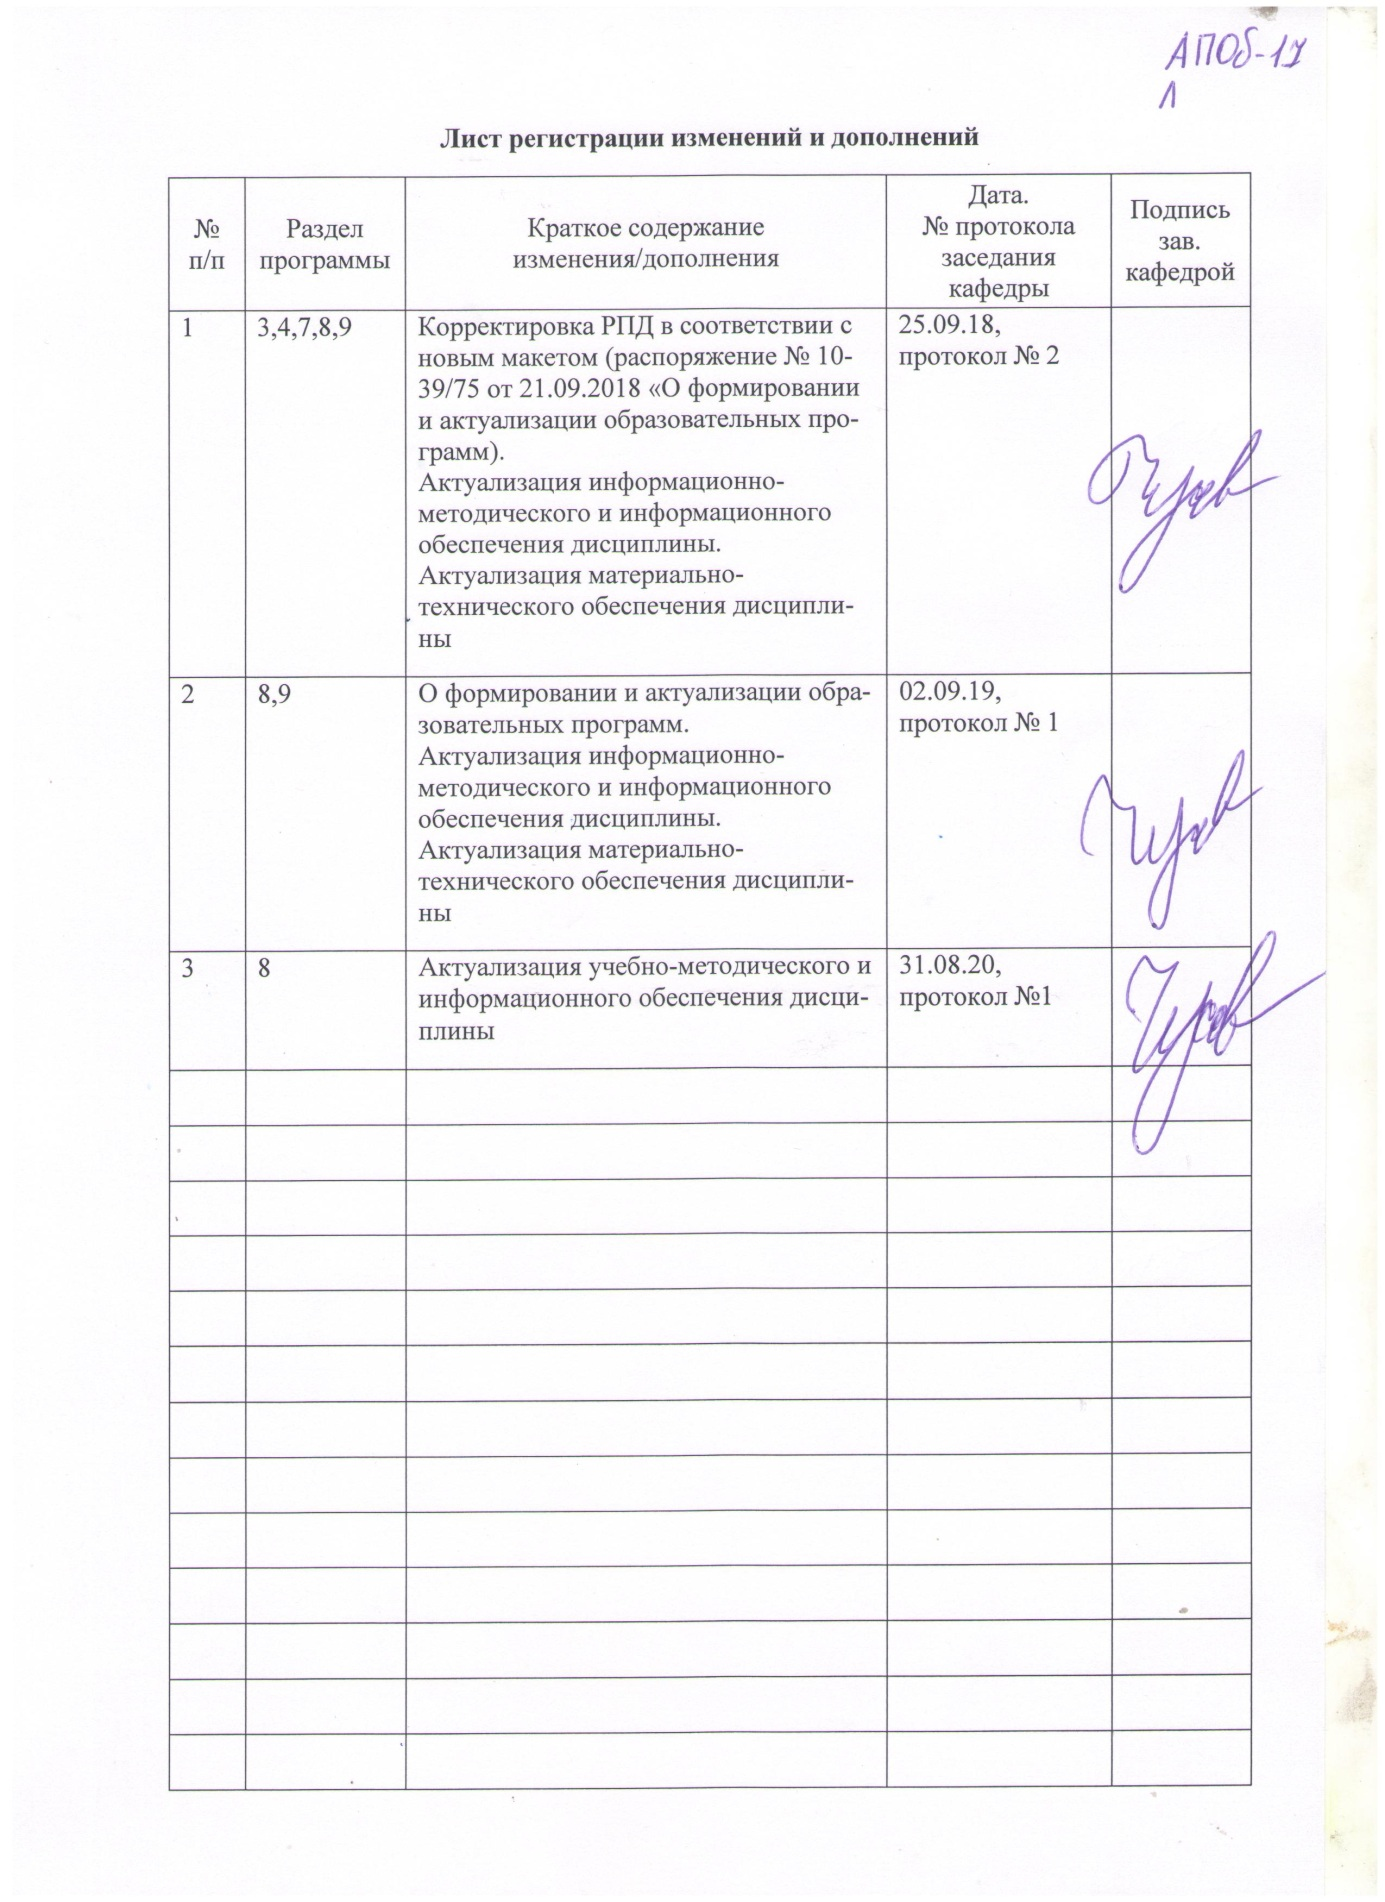 АПОб-17
Л
Лист регистрации изменений и дополнений
№
п/п
Раздел
программы
Краткое содержание
изменения/дополнения
Дата.
№ протокола
заседания
кафедры
Подпись
зав.
кафедрой
1
3,4,7,8,9
Корректировка РПД в соответствии с
новым макетом (распоряжение № 10-
39/75 от 21.09.2018 «О формировании
и актуализации образовательных про-
грамм).
Актуализация информационно-
методического и информационного
обеспечения дисциплины.
Актуализация материально-
технического обеспечения дисципли-
ны
25.09.18,
протокол № 2
2
8,9
О формировании и актуализации обра-
зовательных программ.
Актуализация информационно-
методического и информационного
обеспечения дисциплины.
Актуализация материально-
технического обеспечения дисципли-
ны
02.09.19,
протокол № 1
3
8
Актуализация учебно-методического и
информационного обеспечения дисци-
плины
31.08.20,
протокол №1